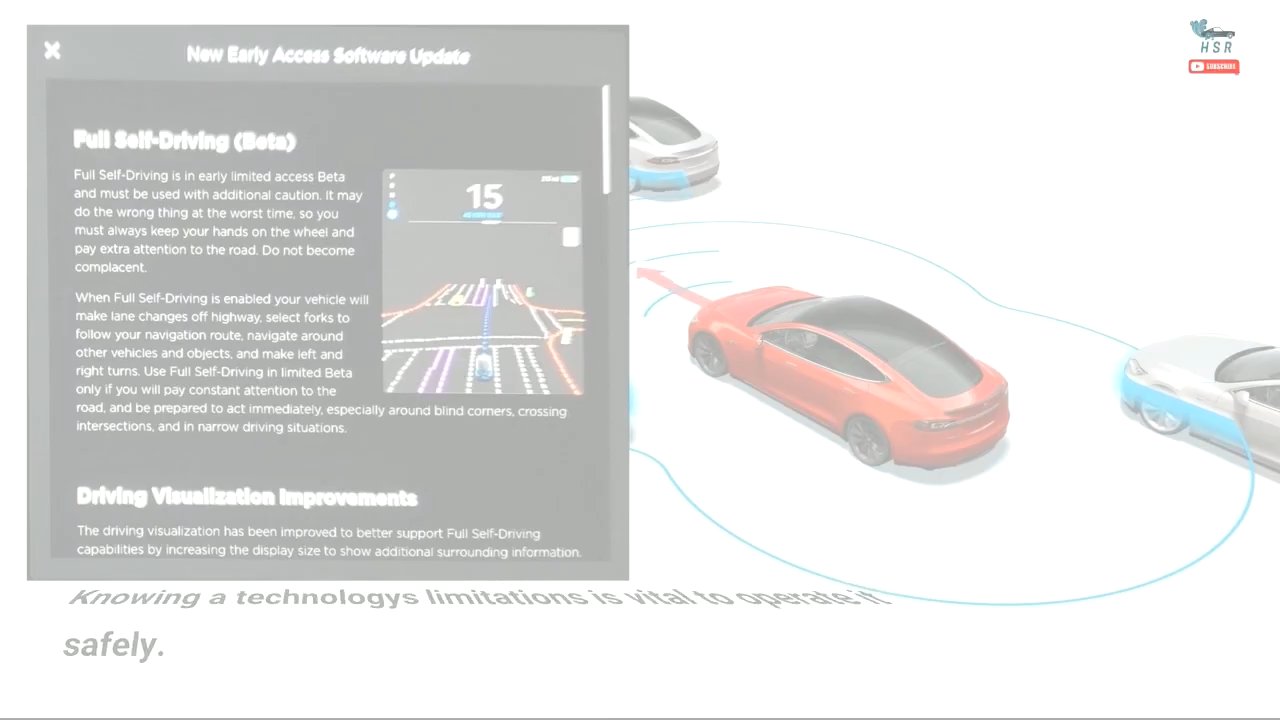 New Early Access Software Update
Full Self-Driving (Beta)
Full Self-Driving is in early limited access Beta
and must be used with additional caution. It may
do the wrong thing at the worst time, so you
must always keep your hands on the wheel and
pay extra attention to the road. Do not become
complacent.
When Full Self-Driving is enabled your vehicle will
make lane changes off highway, select forks to
follow your navigation route, navigate around
other vehicles and objects, and make left and
right turns. Use Full Self-Driving in limited Beta
only if you will pay constant attention to the
road, and be prepared to act immediately, especially around blind corners, crossing
intersections, and in narrow driving situations.
15
Driving Visualization Improvements
The driving visualization has been improved to better support Full Self-Driving
capabilities by increasing the display size to show additional surrounding information.
Knowing a technologys limitations is vital to operate it
safely.
HSR
SUBSCRIBE